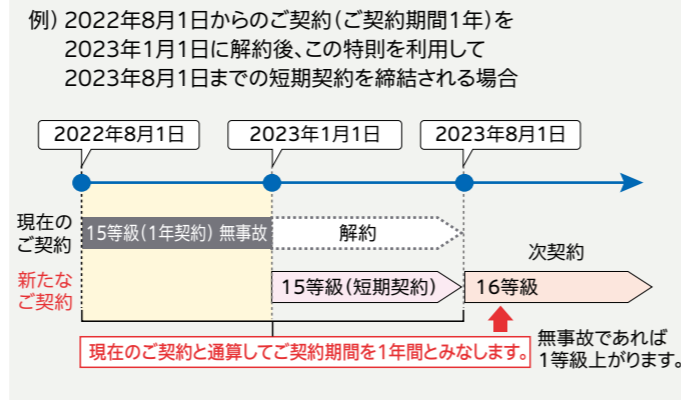 例）2022年8月1日からのご契約（ご契約期間1年）を
2023年1月1日に解約後、この特則を利用して
2023年8月1日までの短期契約を締結される場合
2022年8月1日
2023年1月1日
2023年8月1日
現在の
ご契約
15等級（1年契約）無事故
解約
新たな
ご契約
15等級（短期契約）
次契約
16等級
現在のご契約と通算してご契約期間を1年間とみなします。
無事故であれば
1等級上がります。